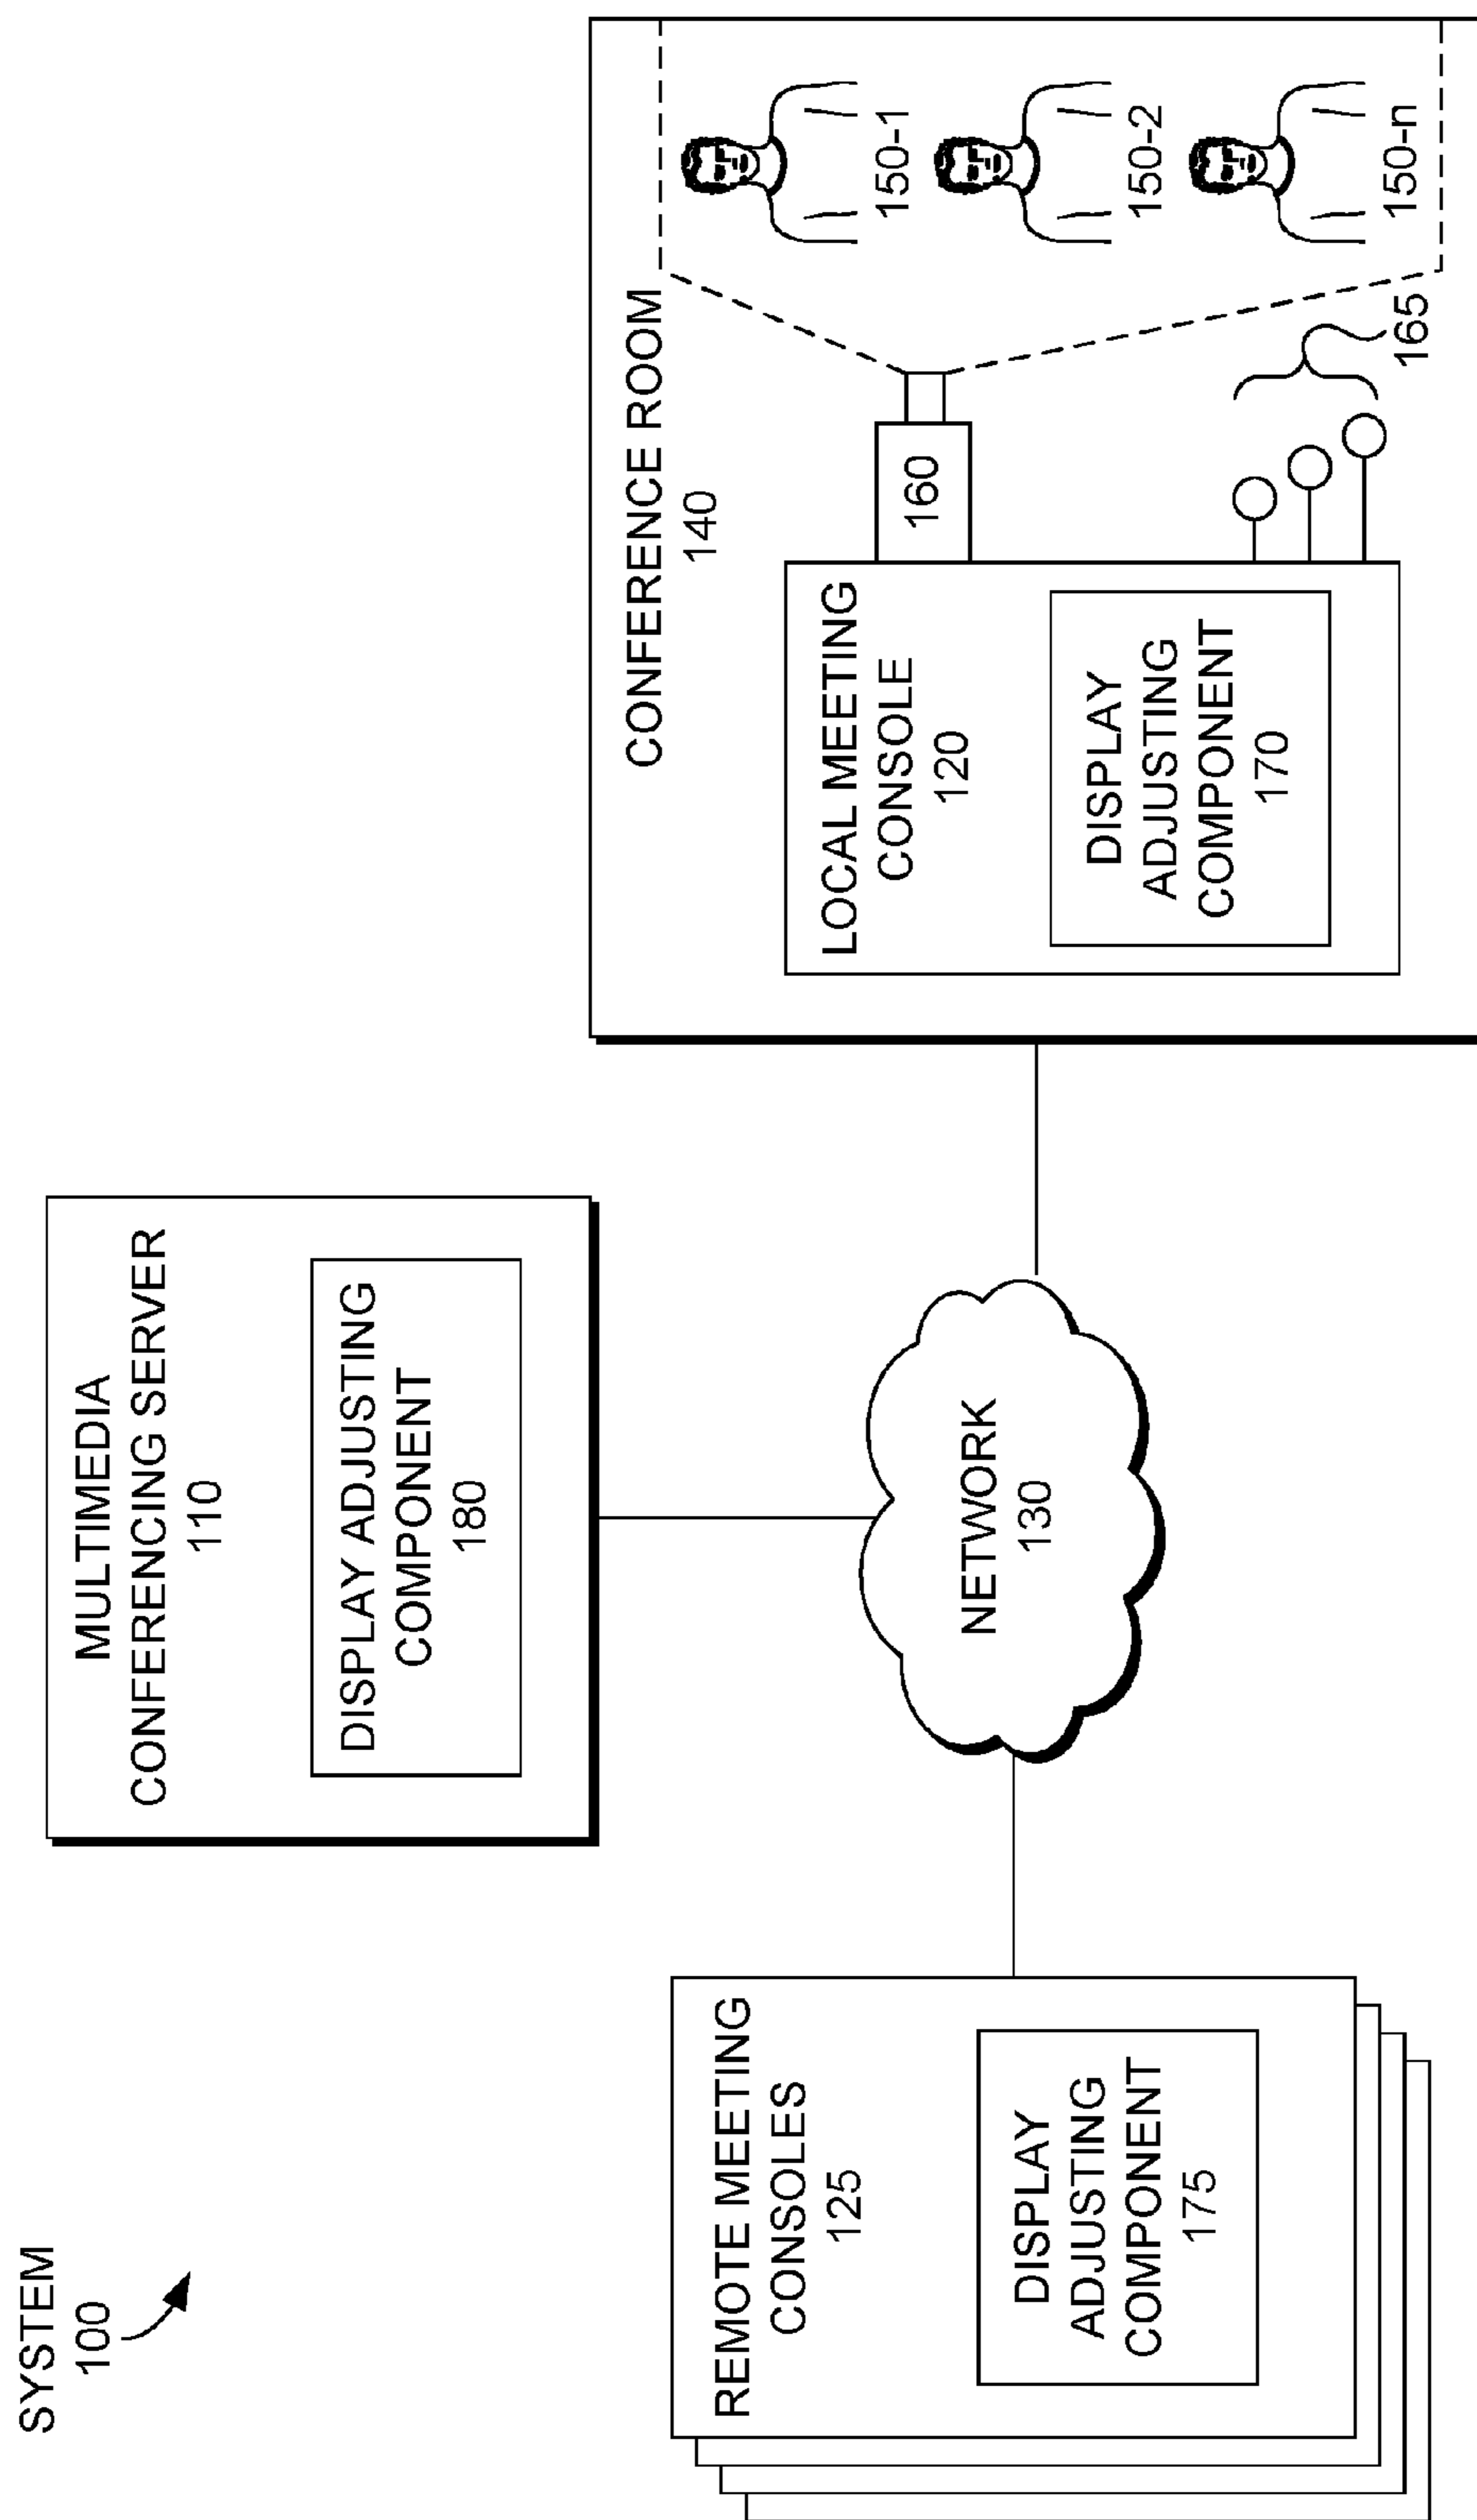 SYSTEM
100
MULTIMEDIA
CONFERENCING SERVER
110
DISPLAY ADJUSTING
COMPONENT
180
REMOTE MEETING
CONSOLES
125
DISPLAY
ADJUSTING
COMPONENT
175
NETWORK
130
CONFERENCE ROOM
140
LOCAL MEETING
CONSOLE
120
DISPLAY
ADJUSTING
COMPONENT
170
160
165
150-1
150-2
150-n